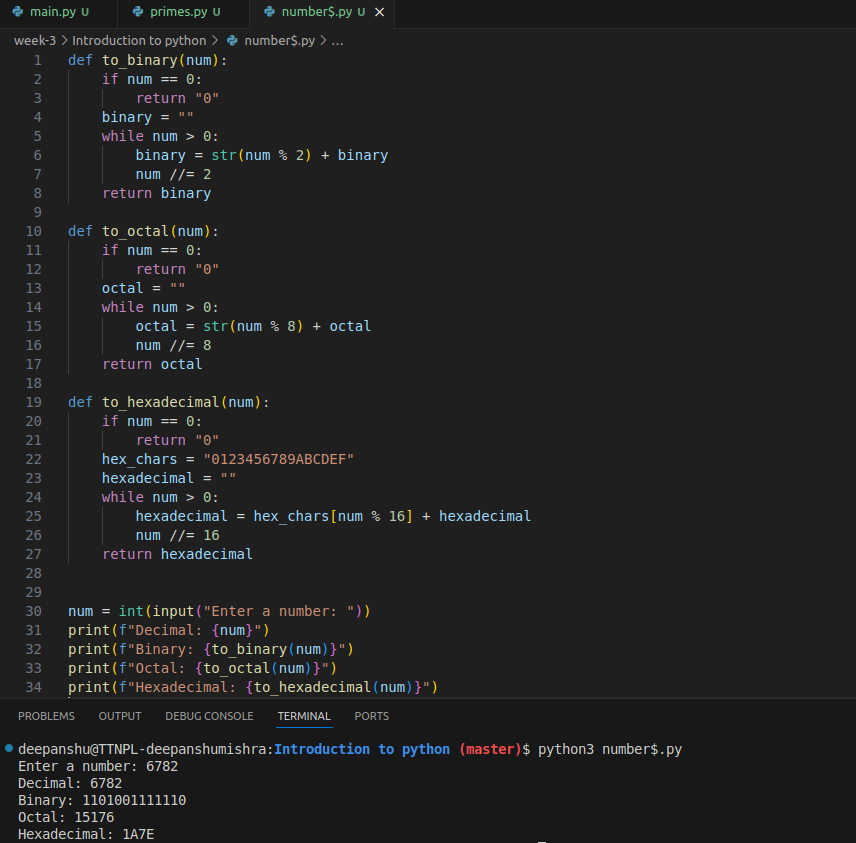 main.py U primes.py U number$.py U ×
week-3 > Introduction to python > number$.py > ...
1 def to_binary(num):
2     if num == 0:
3         return "0"
4     binary = ""
5     while num > 0:
6         binary = str(num % 2) + binary
7         num //= 2
8     return binary
9
10 def to_octal(num):
11     if num == 0:
12         return "0"
13     octal = ""
14     while num > 0:
15         octal = str(num % 8) + octal
16         num //= 8
17     return octal
18
19 def to_hexadecimal(num):
20     if num == 0:
21         return "0"
22     hex_chars = "0123456789ABCDEF"
23     hexadecimal = ""
24     while num > 0:
25         hexadecimal = hex_chars[num % 16] + hexadecimal
26         num //= 16
27     return hexadecimal
28
29
30 num = int(input("Enter a number: "))
31 print(f"Decimal: {num}")
32 print(f"Binary: {to_binary(num)}")
33 print(f"Octal: {to_octal(num)}")
34 print(f"Hexadecimal: {to_hexadecimal(num)}")
PROBLEMS OUTPUT DEBUG CONSOLE TERMINAL PORTS
deepanshu@TTNPL-deepanshumishra:Introduction to python (master)$ python3 number$.py
Enter a number: 6782
Decimal: 6782
Binary: 1101001111110
Octal: 15176
Hexadecimal: 1A7E